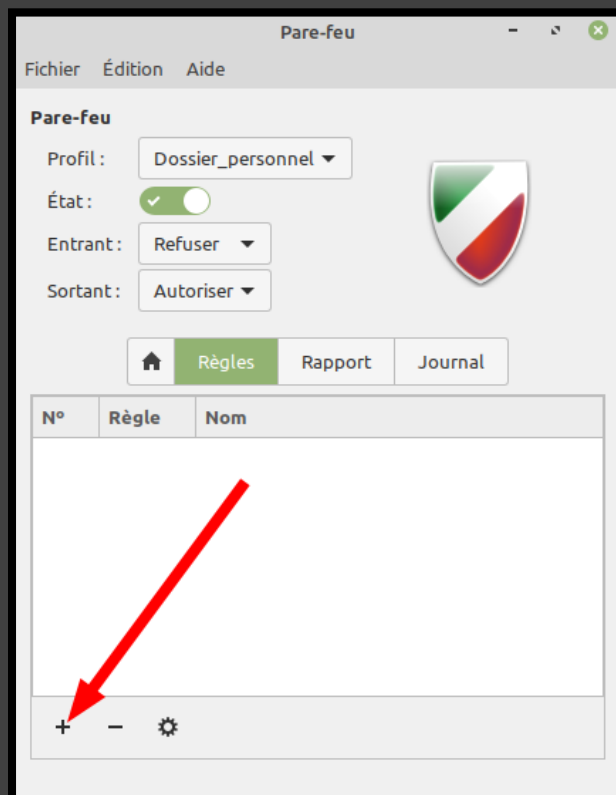 Pare-feu
Fichier Édition Aide
Pare-feu
Profil : Dossier_personnel
État :
Entrant : Refuser
Sortant : Autoriser
Règles Rapport Journal
Nº Règle Nom